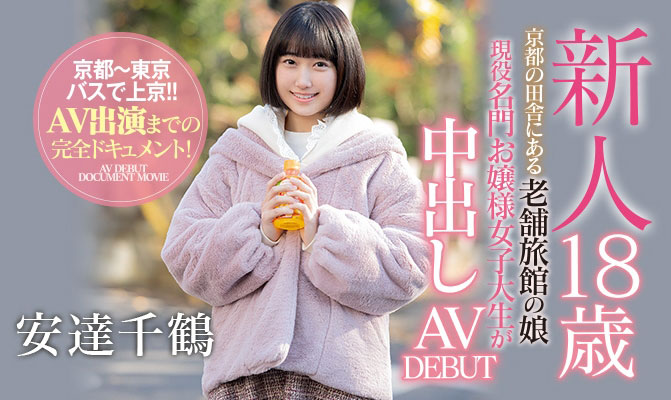 京都～東京
バスで上京!!
AV出演までの
完全ドキュメント!
AV DEBUT
DOCUMENT MOVIE
新人18歳
京都の田舎にある
老舗旅館の娘
現役名門お嬢様女子大生が
中出し
AV
DEBUT
安達千鶴